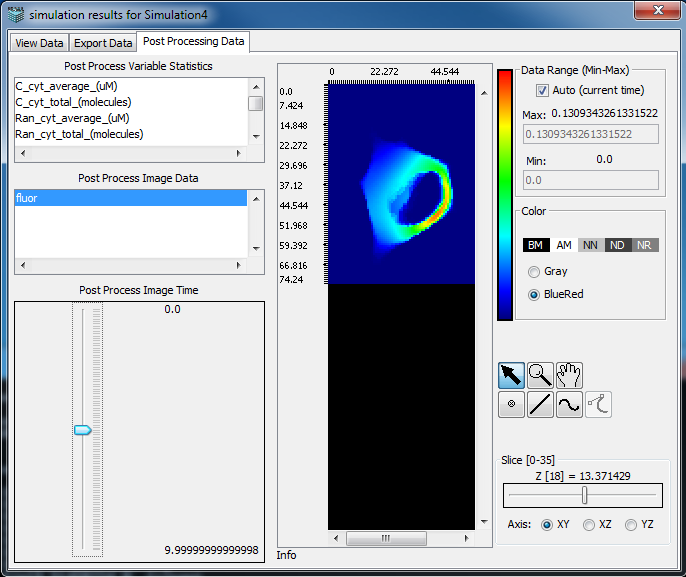 simulation results for Simulation4
View Data
Export Data
Post Processing Data
Post Process Variable Statistics
C_cyt_average_(uM)
C_cyt_total_(molecules)
Ran_cyt_average_(uM)
Ran_cyt_total_(molecules)
Post Process Image Data
fluor
Post Process Image Time
0.0
9.99999999999998
0 22.272 44.544
0.0
7.424
14.848
22.272
29.696
37.12
44.544
51.968
59.392
66.816
74.24
Info
Data Range (Min-Max)
Auto (current time)
Max: 0.1309343261331522
0.1309343261331522
Min: 0.0
0.0
Color
BM AM NN ND NR
Gray
BlueRed
Slice [0-35]
Z [18] = 13.371429
Axis: XY XZ YZ